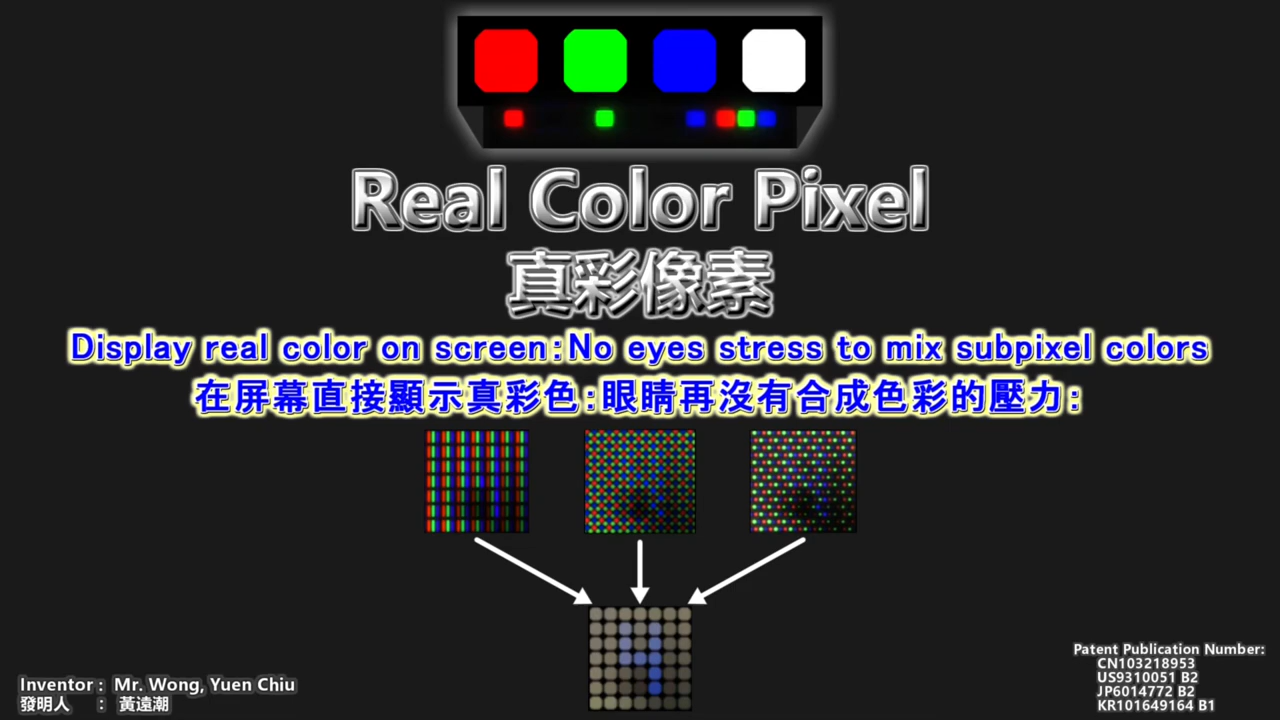 Real Color Pixel
真彩像素
Display real color on screen:No eyes stress to mix subpixel colors
在屏幕直接顯示真彩色:眼睛再沒有合成色彩的壓力:
Inventor : Mr. Wong, Yuen Chiu
發明人 : 黃遠潮
Patent Publication Number:
CN103218953
US9310051 B2
JP6014772 B2
KR101649164 B1